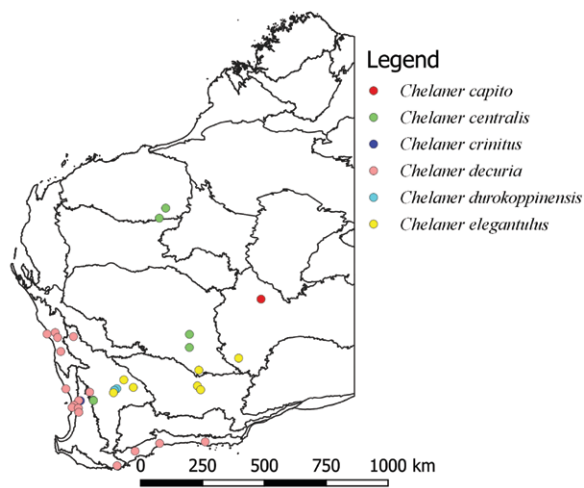 Legend
Chelaner capito
Chelaner centralis
Chelaner crinitus
Chelaner decuria
Chelaner durokoppinensis
Chelaner elegantulus
0 250 500 750 1000 km